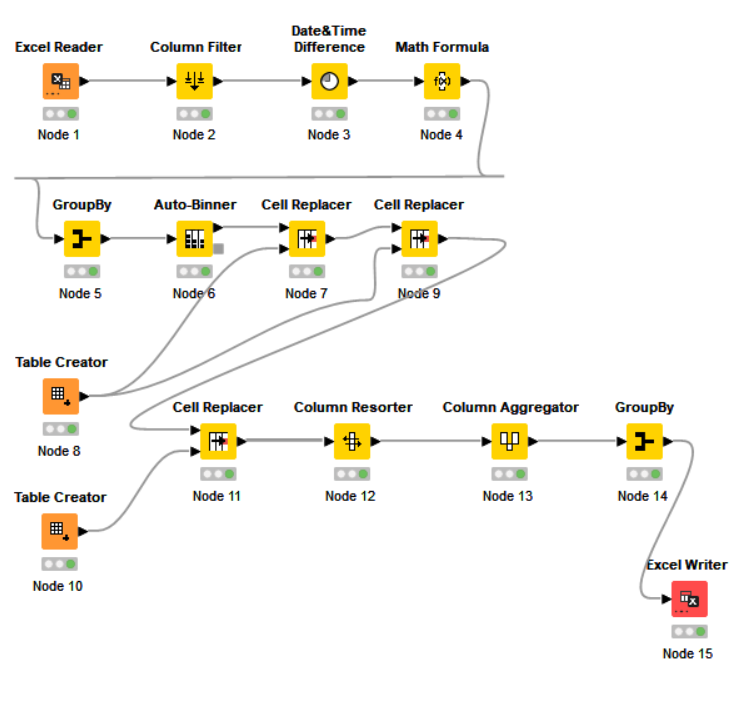 Excel Reader
Column Filter
Date&Time
Difference
Math Formula
Node 1
Node 2
Node 3
Node 4
GroupBy
Auto-Binner
Cell Replacer
Cell Replacer
Node 5
Node 6
Node 7
Node 9
Table Creator
Node 8
Cell Replacer
Column Resorter
Column Aggregator
GroupBy
Node 11
Node 12
Node 13
Node 14
Table Creator
Node 10
Excel Writer
Node 15